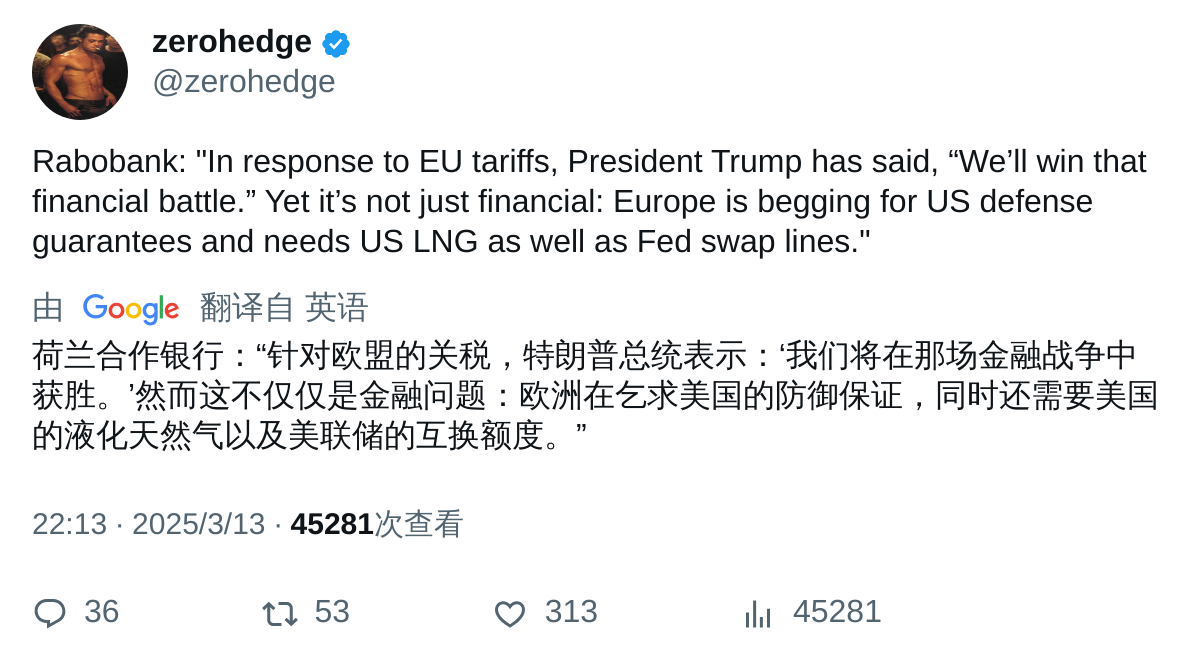 zerohedge
@zerohedge
Rabobank: "In response to EU tariffs, President Trump has said, “We’ll win that
financial battle.” Yet it’s not just financial: Europe is begging for US defense
guarantees and needs US LNG as well as Fed swap lines."
由 Google 翻译自 英语
荷兰合作银行：“针对欧盟的关税，特朗普总统表示：‘我们将在那场金融战争中
获胜。’然而这不仅仅是金融问题：欧洲在乞求美国的防御保证，同时还需要美国
的液化天然气以及美联储的互换额度。”
22:13 · 2025/3/13 · 45281次查看
36 53 313 45281